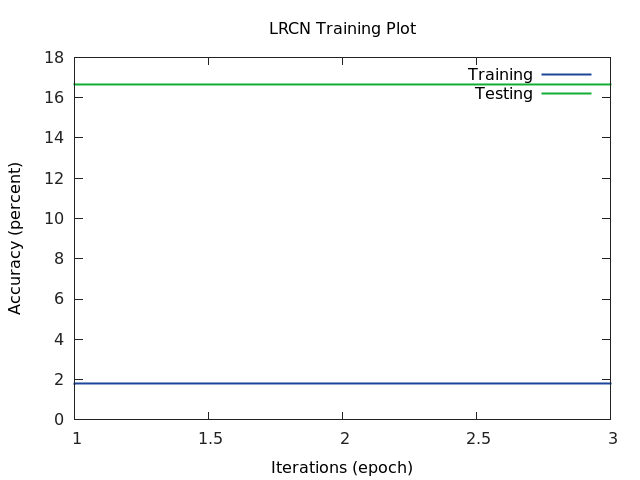 LRCN Training Plot
18
16
14
12
10
8
6
4
2
0
Accuracy (percent)
Training
Testing
1 1.5 2 2.5 3
Iterations (epoch)